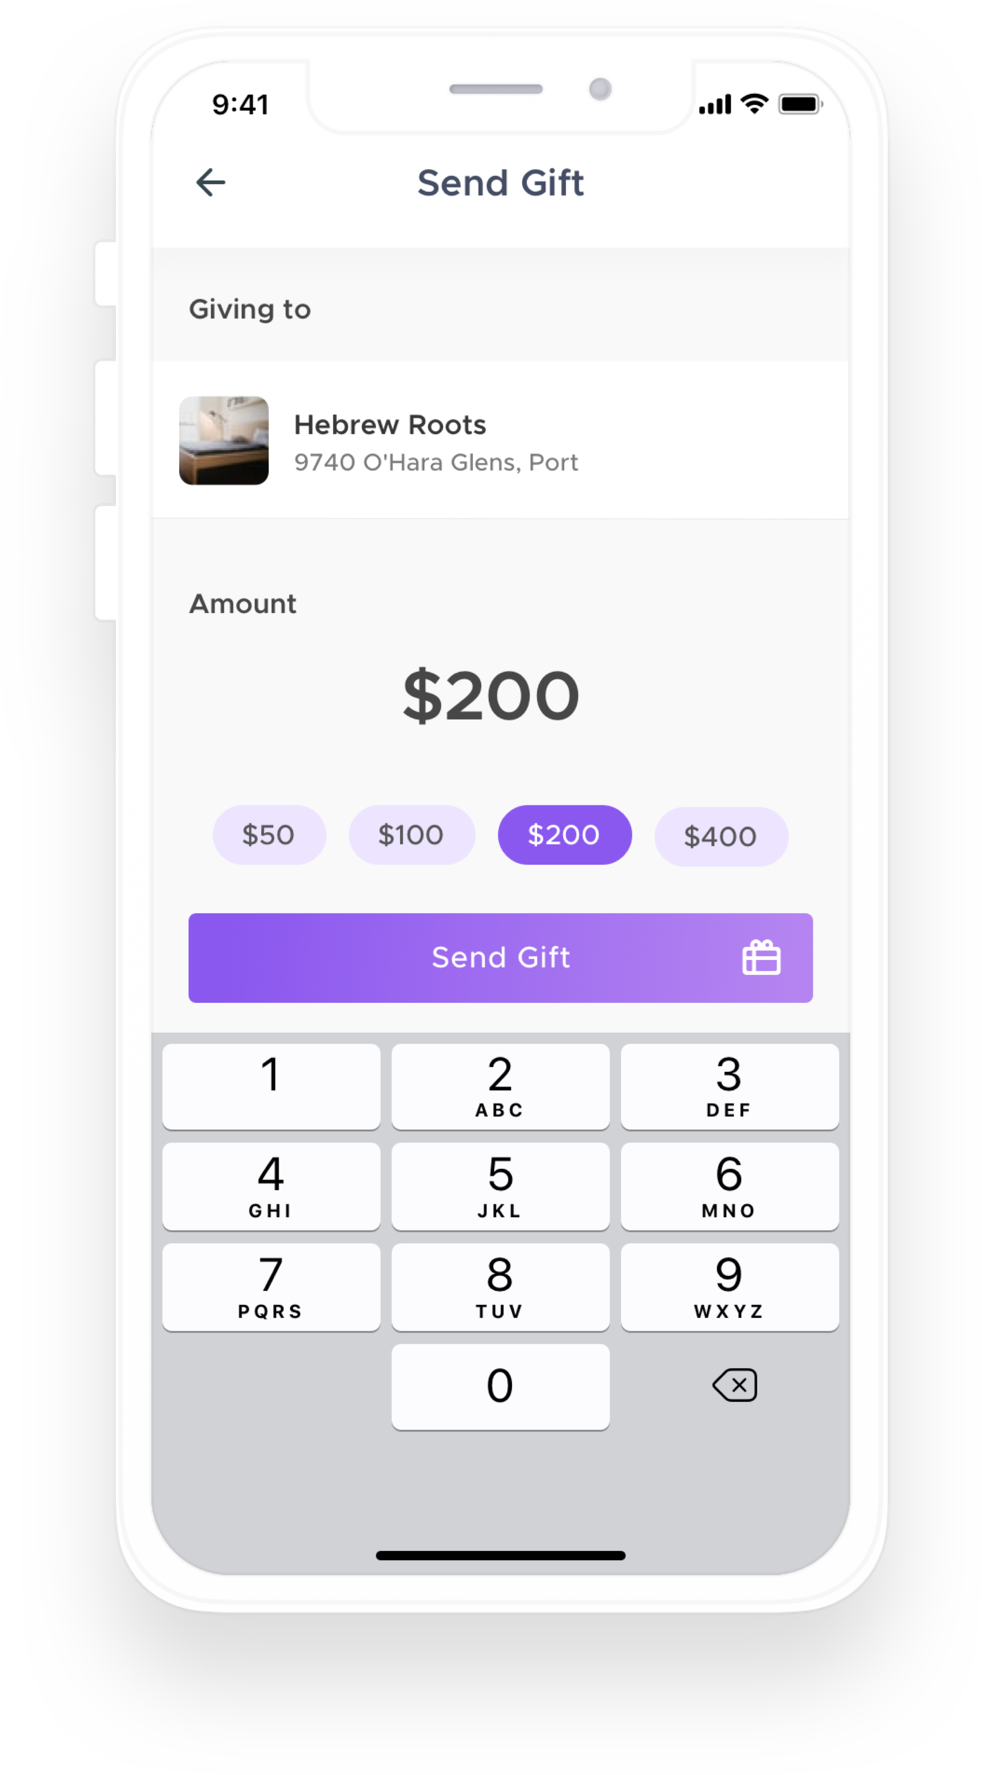 9:41
Send Gift
Giving to
Hebrew Roots
9740 O'Hara Glens, Port
Amount
$200
$50 $100 $200 $400
Send Gift
1 2 3
ABC DEF
4 5 6
GHI JKL MNO
7 8 9
PQRS TUV WXYZ
0